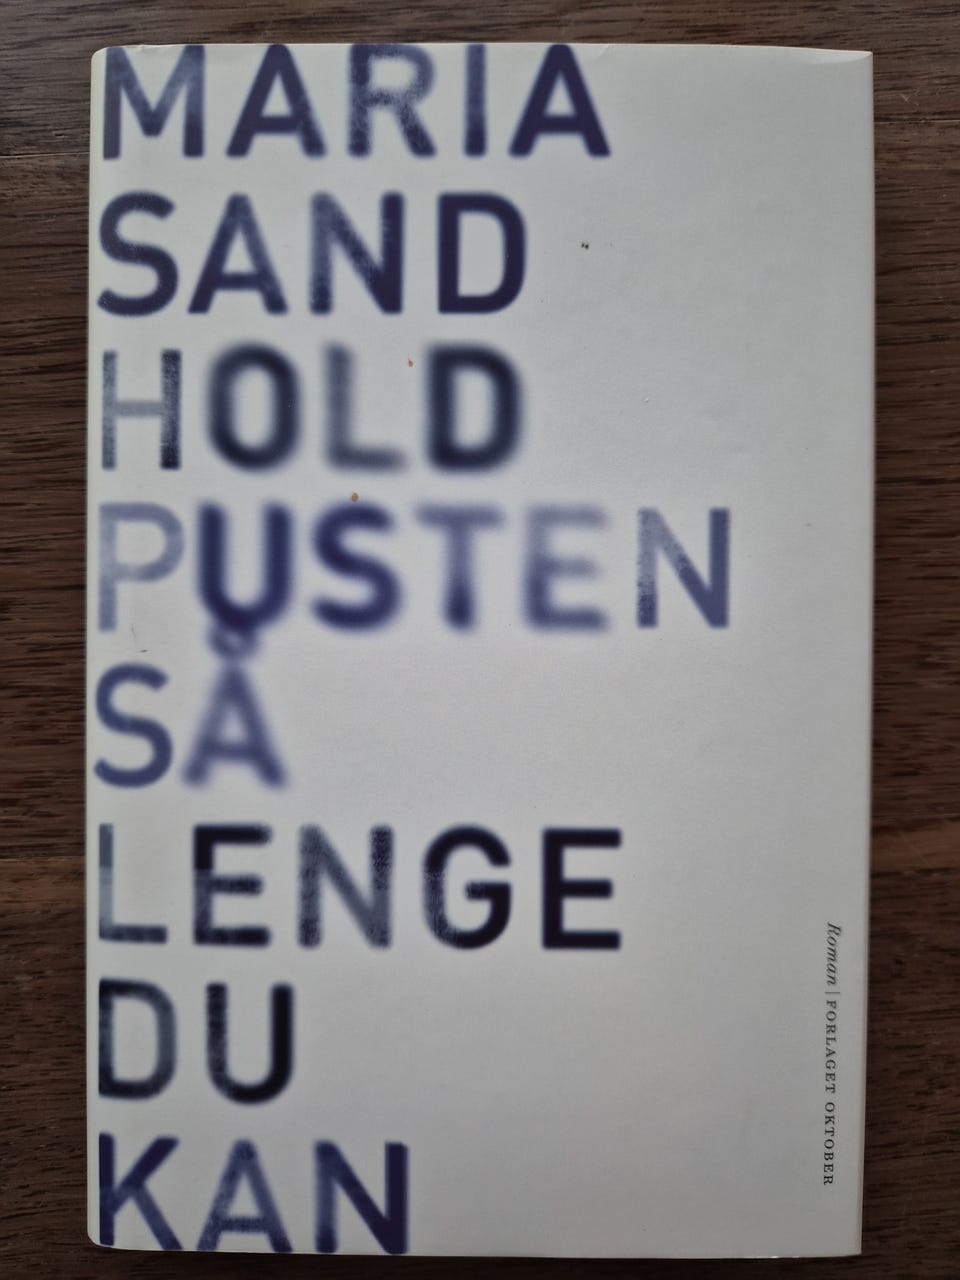 MARIA
SAND
HOLD
PUSTEN
SÅ
LENGE
DU
KAN
Roman | FORLAGET OKTOBER